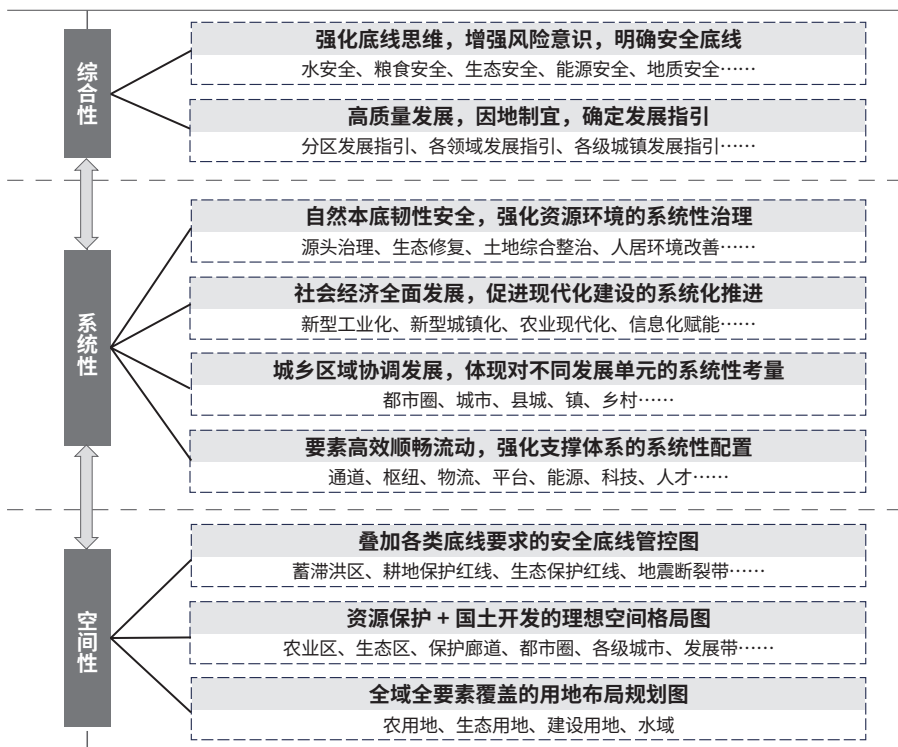 综合性
强化底线思维，增强风险意识，明确安全底线
水安全、粮食安全、生态安全、能源安全、地质安全……
高质量发展，因地制宜，确定发展指引
分区发展指引、各领域发展指引、各级城镇发展指引……
系统性
自然本底韧性安全，强化资源环境的系统性治理
源头治理、生态修复、土地综合整治、人居环境改善……
社会经济全面发展，促进现代化建设的系统化推进
新型工业化、新型城镇化、农业现代化、信息化赋能……
城乡区域协调发展，体现对不同发展单元的系统性考量
都市圈、城市、县城、镇、乡村……
要素高效顺畅流动，强化支撑体系的系统性配置
通道、枢纽、物流、平台、能源、科技、人才……
空间性
叠加各类底线要求的安全底线管控图
蓄滞洪区、耕地保护红线、生态保护红线、地震断裂带……
资源保护 + 国土开发的理想空间格局图
农业区、生态区、保护廊道、都市圈、各级城市、发展带……
全域全要素覆盖的用地布局规划图
农用地、生态用地、建设用地、水域